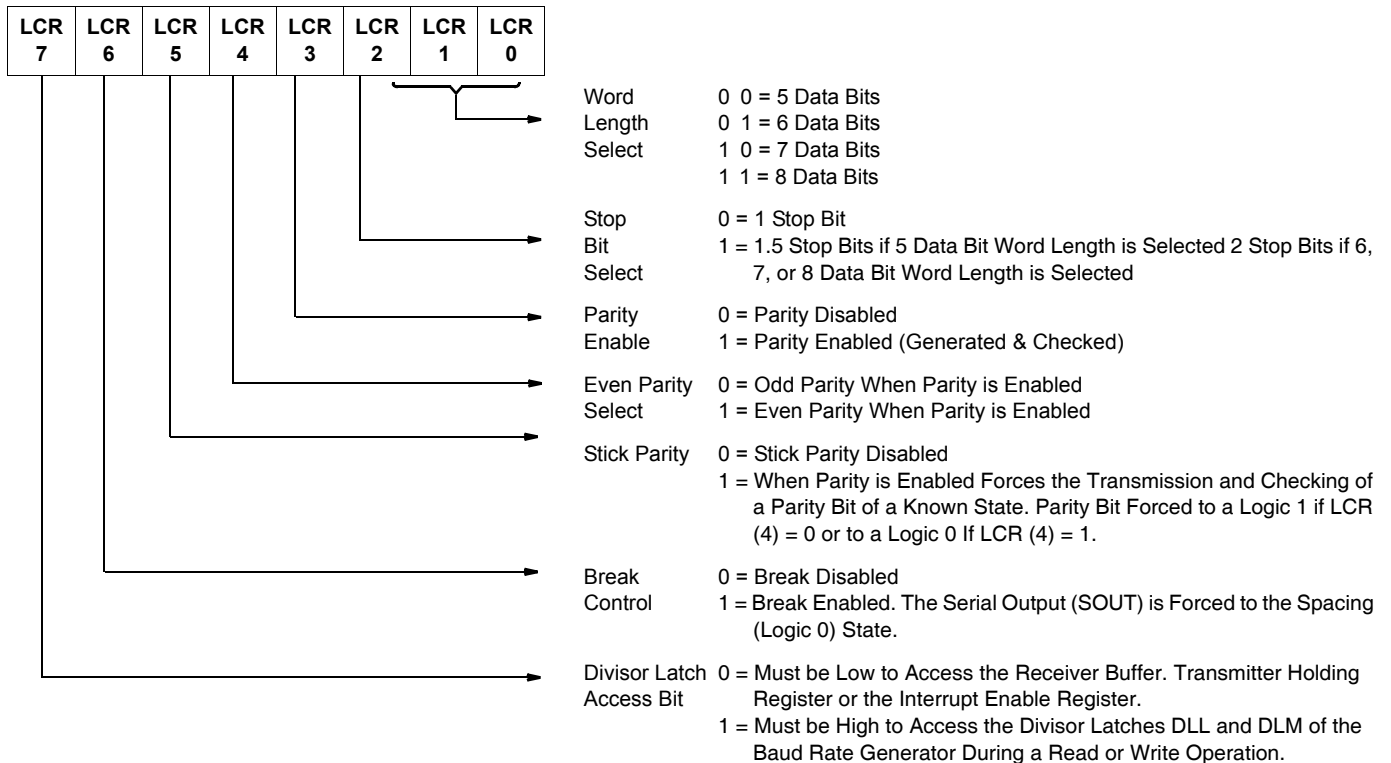 LCR LCR LCR LCR LCR LCR LCR LCR
7 6 5 4 3 2 1 0
Word 0 0 = 5 Data Bits
Length 0 1 = 6 Data Bits
Select 1 0 = 7 Data Bits
1 1 = 8 Data Bits
Stop 0 = 1 Stop Bit
Bit 1 = 1.5 Stop Bits if 5 Data Bit Word Length is Selected 2 Stop Bits if 6,
Select 7, or 8 Data Bit Word Length is Selected
Parity 0 = Parity Disabled
Enable 1 = Parity Enabled (Generated & Checked)
Even Parity 0 = Odd Parity When Parity is Enabled
Select 1 = Even Parity When Parity is Enabled
Stick Parity 0 = Stick Parity Disabled
1 = When Parity is Enabled Forces the Transmission and Checking of
a Parity Bit of a Known State. Parity Bit Forced to a Logic 1 if LCR
(4) = 0 or to a Logic 0 If LCR (4) = 1.
Break 0 = Break Disabled
Control 1 = Break Enabled. The Serial Output (SOUT) is Forced to the Spacing
(Logic 0) State.
Divisor Latch 0 = Must be Low to Access the Receiver Buffer. Transmitter Holding
Access Bit Register or the Interrupt Enable Register.
1 = Must be High to Access the Divisor Latches DLL and DLM of the
Baud Rate Generator During a Read or Write Operation.